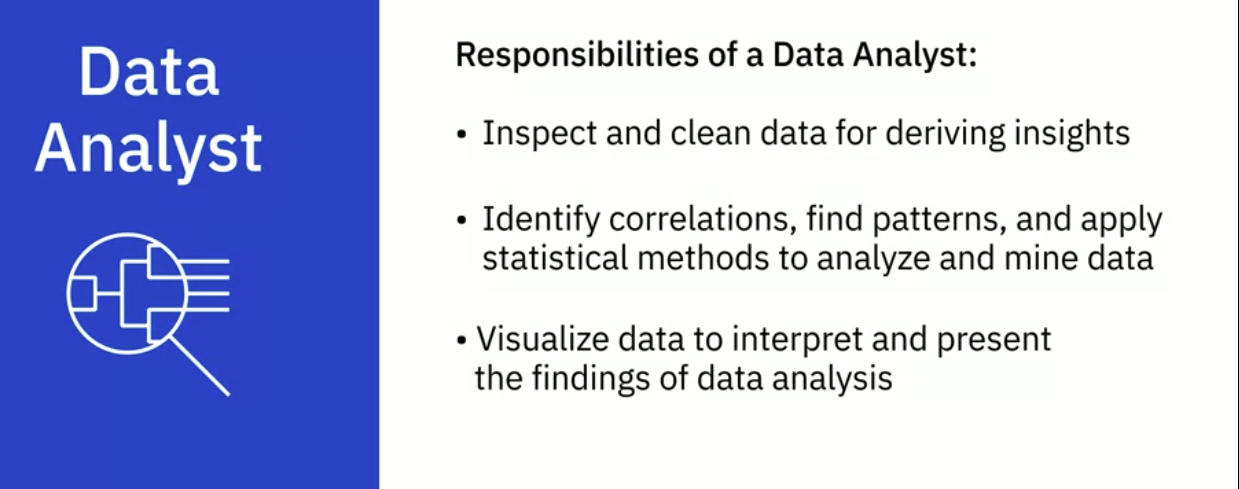 Data
Analyst
Responsibilities of a Data Analyst:
• Inspect and clean data for deriving insights
• Identify correlations, find patterns, and apply
statistical methods to analyze and mine data
• Visualize data to interpret and present
the findings of data analysis